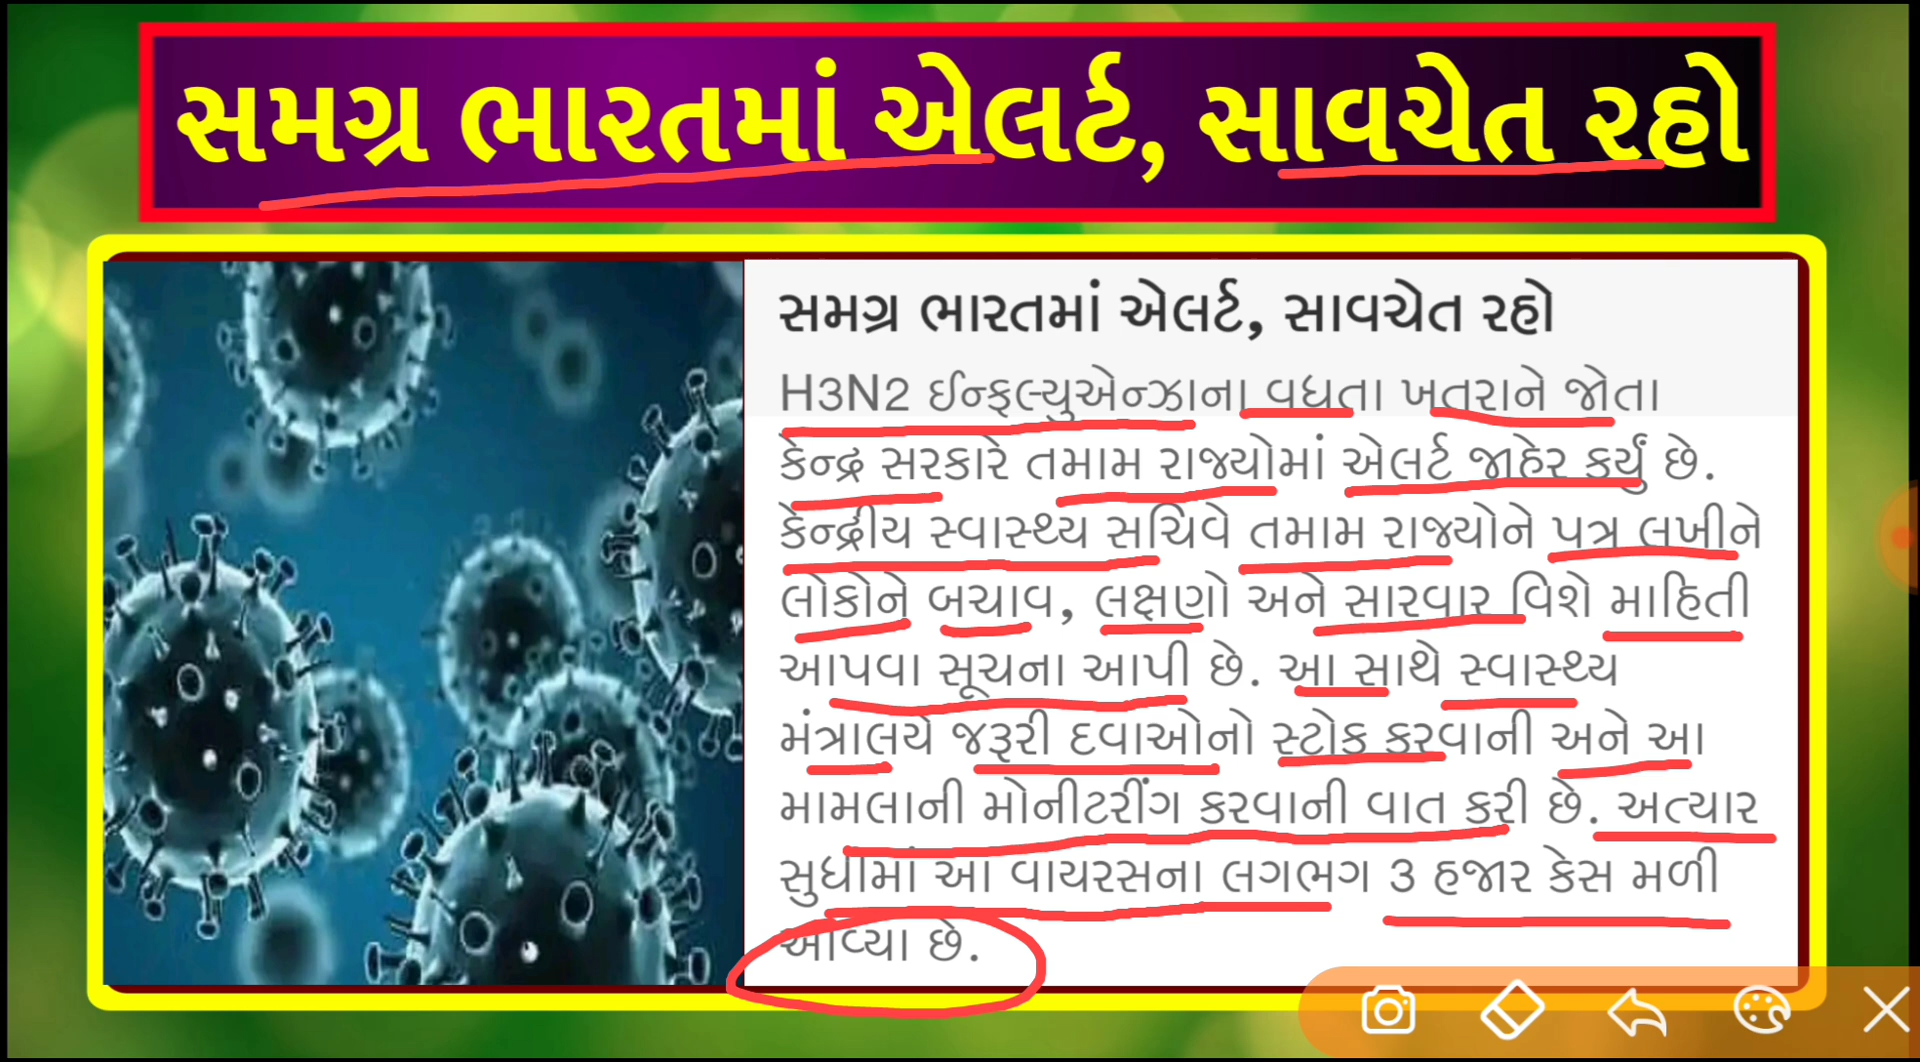 સમગ્ર ભારતમાં એલર્ટ, સાવચેત રહો
સમગ્ર ભારતમાં એલર્ટ, સાવચેત રહો
H3N2 ઈન્ફલ્યુએન્ઝાના વધતા ખતરાને જોતા
કેન્દ્ર સરકારે તમામ રાજ્યોમાં એલર્ટ જાહેર કર્યું છે.
કેન્દ્રીય સ્વાસ્થ્ય સચિવે તમામ રાજ્યોને પત્ર લખીને
લોકોને બચાવ, લક્ષણો અને સારવાર વિશે માહિતી
આપવા સૂચના આપી છે. આ સાથે સ્વાસ્થ્ય
મંત્રાલયે જરૂરી દવાઓનો સ્ટોક કરવાની અને આ
મામલાની મોનીટરીંગ કરવાની વાત કરી છે. અત્યાર
સુધીમાં આ વાયરસના લગભગ 3 હજાર કેસ મળી
આવ્યા છે.